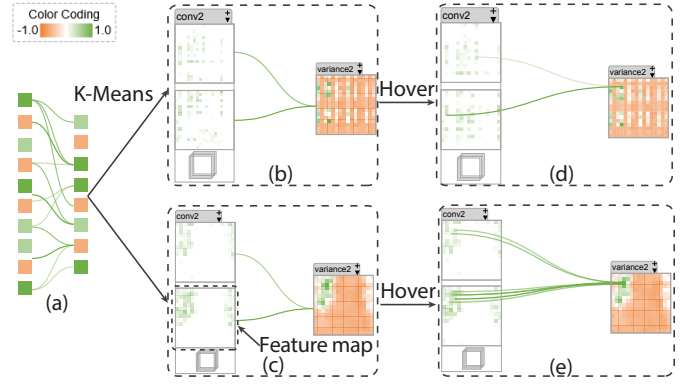 Color Coding
-1.0 1.0
K-Means
(a)
conv2 +
variance2 +
(b)
Hover
conv2 +
variance2 +
(d)
conv2 +
variance2 +
Feature map
(c)
Hover
conv2 +
variance2 +
(e)